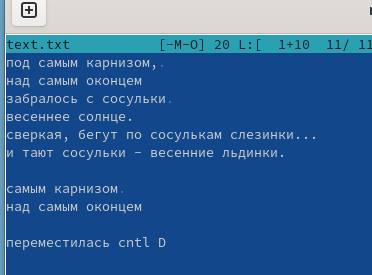 text.txt [-M-O] 20 L:[ 1+10 11/ 11
под самым карнизом,.
над самым оконцем
забралось с сосульки.
весеннее солнце.
сверкая, бегут по сосулькам слезинки...
и тают сосульки - весенние льдинки.
самым карнизом.
над самым оконцем
переместилась cntl D